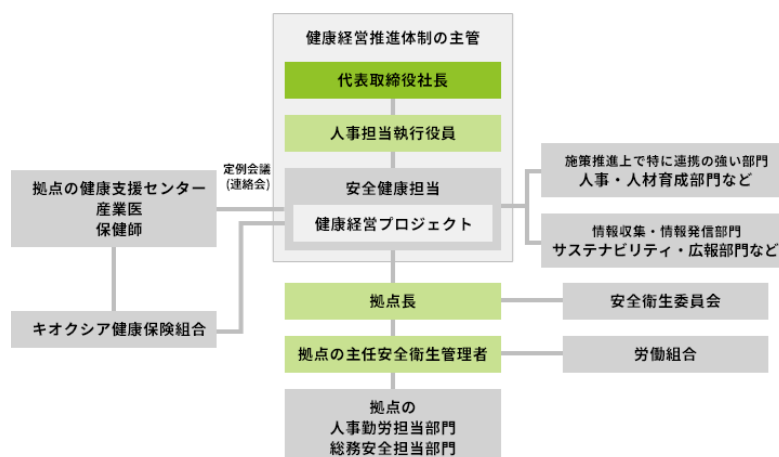 健康経営推進体制の主管
代表取締役社長
人事担当執行役員
定例会議
(連絡会)
安全健康担当
健康経営プロジェクト
拠点の健康支援センター
産業医
保健師
キオクシア健康保険組合
施策推進上で特に連携の強い部門
人事・人材育成部門など
情報収集・情報発信部門
サステナビリティ・広報部門など
拠点長
安全衛生委員会
拠点の主任安全衛生管理者
労働組合
拠点の
人事勤労担当部門
総務安全担当部門